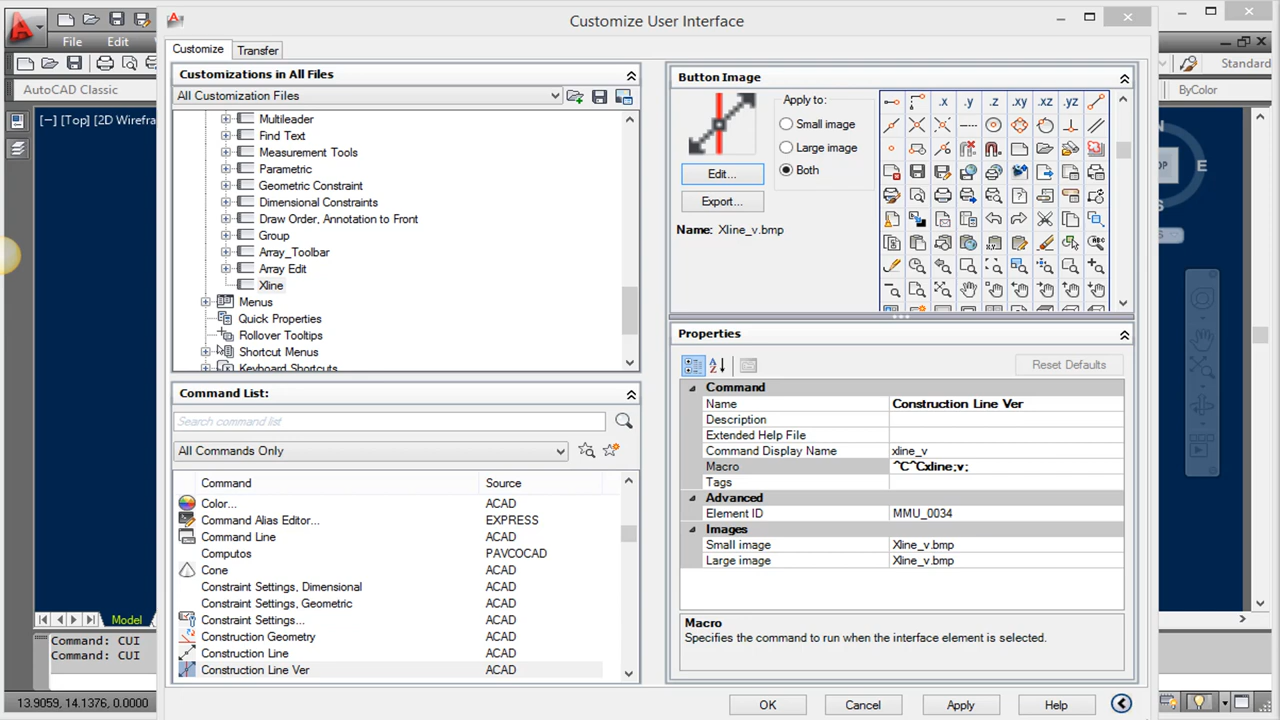 Customize User Interface
File Edit
AutoCAD Classic
[−] [Top] [2D Wirefra
Customize Transfer
Customizations in All Files
All Customization Files
Multileader
Find Text
Measurement Tools
Parametric
Geometric Constraint
Dimensional Constraints
Draw Order, Annotation to Front
Group
Array_Toolbar
Array Edit
Xline
Menus
Quick Properties
Rollover Tooltips
Shortcut Menus
Keyboard Shortcuts
Command List:
Search command list
All Commands Only
Command Source
Color... ACAD
Command Alias Editor... EXPRESS
Command Line ACAD
Computos PAVCOCAD
Cone ACAD
Constraint Settings, Dimensional ACAD
Constraint Settings, Geometric ACAD
Constraint Settings... ACAD
Construction Geometry ACAD
Construction Line ACAD
Construction Line Ver ACAD
Button Image
Apply to:
Small image
Large image
Both
Edit...
Export...
Name: Xline_v.bmp
.x .y .z .xy .xz .yz
Properties
Reset Defaults
Command
Name Construction Line Ver
Description
Extended Help File
Command Display Name xline_v
Macro ^C^Cxline;v;
Tags
Advanced
Element ID MMU_0034
Images
Small image Xline_v.bmp
Large image Xline_v.bmp
Macro
Specifies the command to run when the interface element is selected.
OK Cancel Apply Help
Standard
ByColor
N
OP
E
S
Model
Command: CUI
Command: CUI
13.9059, 14.1376, 0.0000